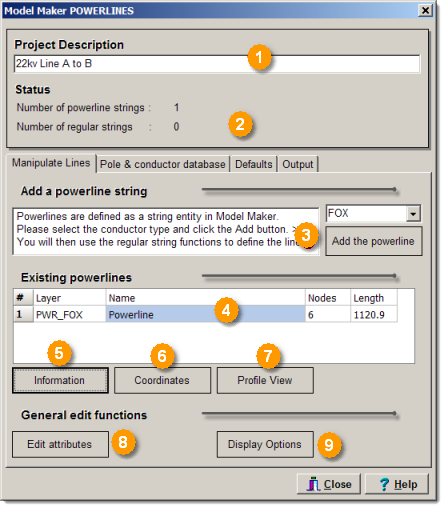 Model Maker POWERLINES
Project Description
22kv Line A to B
1
Status
Number of powerline strings : 1
Number of regular strings : 0
2
Manipulate Lines Pole & conductor database Defaults Output
Add a powerline string
Powerlines are defined as a string entity in Model Maker.
Please select the conductor type and click the Add button. >
You will then use the regular string functions to define the line
FOX
3
Add the powerline
Existing powerlines
# Layer Name Nodes Length
1 PWR_FOX Powerline 6 1120.9
4
5 6 7
Information Coordinates Profile View
General edit functions
Edit attributes Display Options
8 9
Close Help